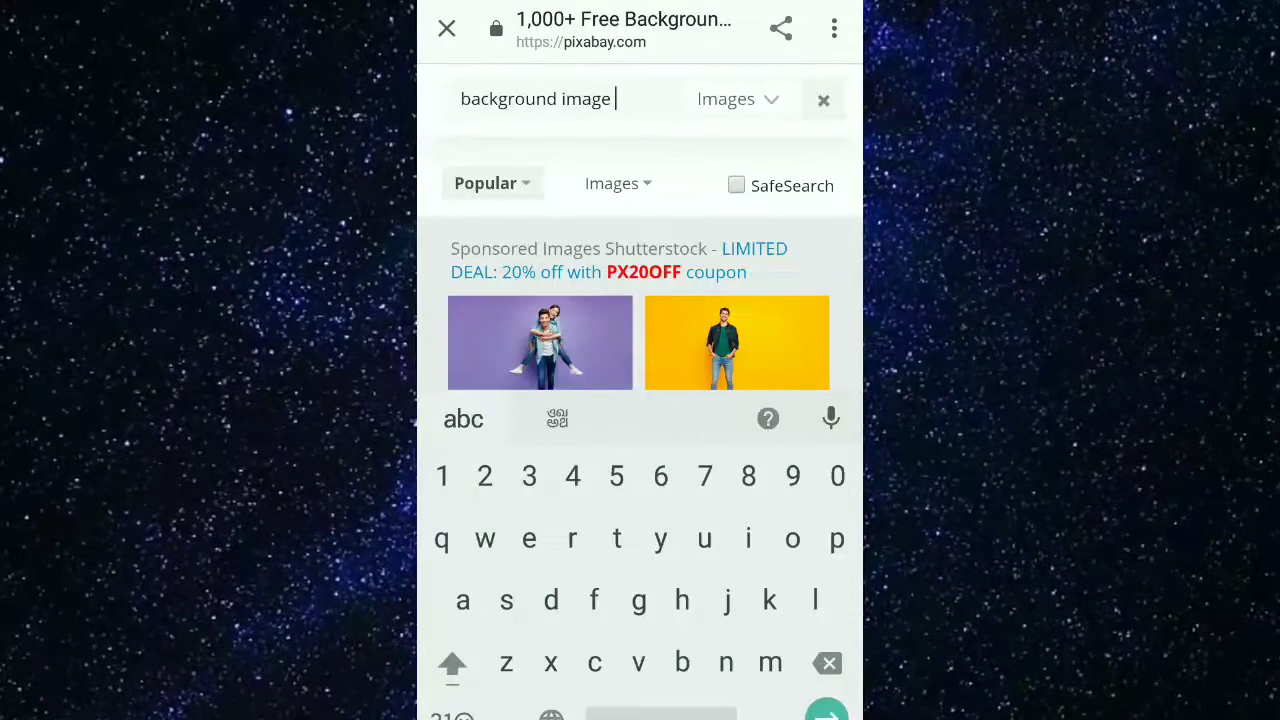 1,000+ Free Backgroun...
https://pixabay.com
background image
Images
Popular
Images
SafeSearch
Sponsored Images Shutterstock - LIMITED
DEAL: 20% off with PX20OFF coupon
abc
?
1 2 3 4 5 6 7 8 9 0
q w e r t y u i o p
a s d f g h j k l
z x c v b n m